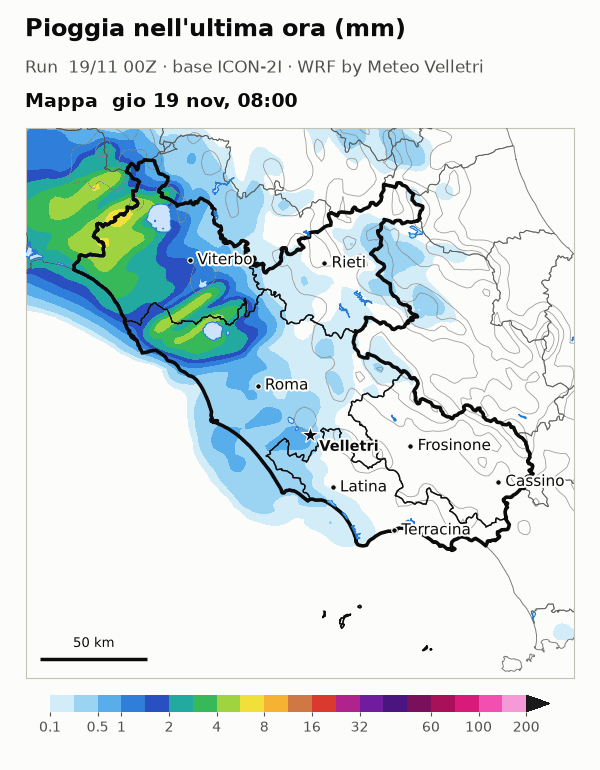 Pioggia nell'ultima ora (mm)
Run 19/11 00Z · base ICON-2I · WRF by Meteo Velletri
Mappa gio 19 nov, 08:00
Viterbo
Rieti
Roma
Velletri
Frosinone
Cassino
Latina
Terracina
50 km
0.1 0.5 1 2 4 8 16 32 60 100 200